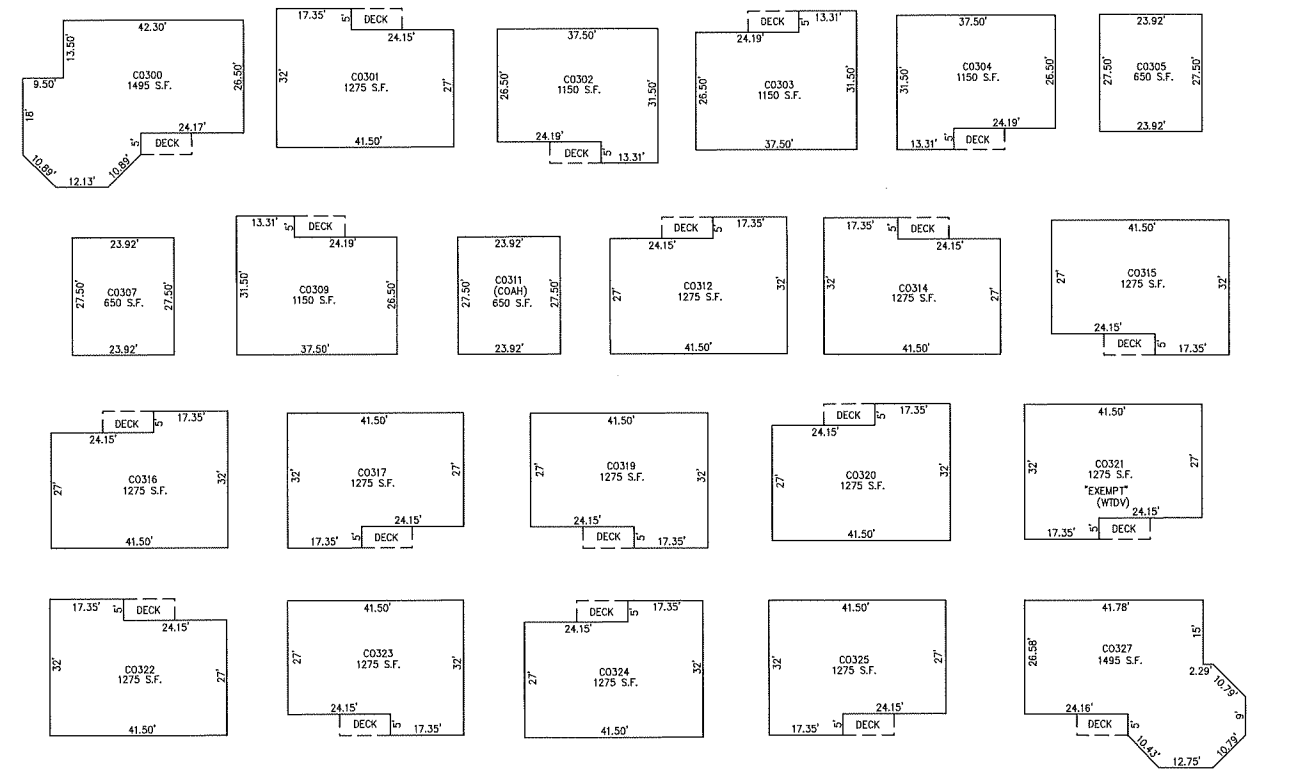 42.30'
13.50'
9.50'
C0300
1495 S.F.
26.50'
18'
24.17'
5'
DECK
10.89'
10.89'
12.13'
17.35'
5'
DECK
24.15'
32'
C0301
1275 S.F.
27'
41.50'
37.50'
26.50'
C0302
1150 S.F.
31.50'
24.19'
DECK
5'
13.31'
DECK
5'
13.31'
24.19'
26.50'
C0303
1150 S.F.
31.50'
37.50'
37.50'
31.50'
C0304
1150 S.F.
26.50'
24.19'
5'
DECK
13.31'
23.92'
27.50'
C0305
650 S.F.
27.50'
23.92'
23.92'
27.50'
C0307
650 S.F.
27.50'
23.92'
13.31'
5'
DECK
24.19'
31.50'
C0309
1150 S.F.
26.50'
37.50'
23.92'
27.50'
C0311
(COAH)
650 S.F.
27.50'
23.92'
DECK
5'
17.35'
24.15'
27'
C0312
1275 S.F.
32'
41.50'
17.35'
5'
DECK
24.15'
32'
C0314
1275 S.F.
27'
41.50'
41.50'
27'
C0315
1275 S.F.
32'
24.15'
DECK
5'
17.35'
DECK
5'
17.35'
24.15'
27'
C0316
1275 S.F.
32'
41.50'
41.50'
32'
C0317
1275 S.F.
27'
24.15'
5'
DECK
17.35'
41.50'
27'
C0319
1275 S.F.
32'
24.15'
DECK
5'
17.35'
DECK
5'
17.35'
24.15'
27'
C0320
1275 S.F.
32'
41.50'
41.50'
32'
C0321
1275 S.F.
27'
"EXEMPT"
(WTDV)
24.15'
5'
DECK
17.35'
17.35'
5'
DECK
24.15'
32'
C0322
1275 S.F.
27'
41.50'
41.50'
27'
C0323
1275 S.F.
32'
24.15'
DECK
5'
17.35'
DECK
5'
17.35'
24.15'
27'
C0324
1275 S.F.
32'
41.50'
41.50'
32'
C0325
1275 S.F.
27'
24.15'
5'
DECK
17.35'
41.78'
15'
26.58'
C0327
1495 S.F.
2.29'
10.79'
9'
24.16'
DECK
5'
10.43'
10.79'
12.75'